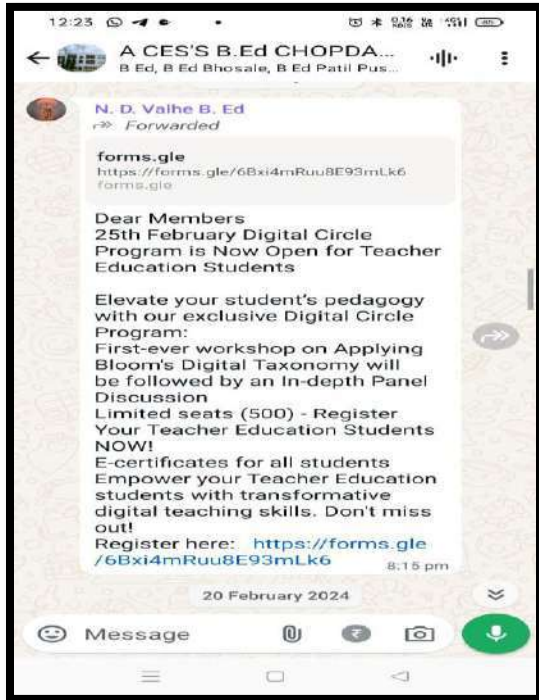 12:23
A CES'S B.Ed CHOPDA...
B Ed, B Ed Bhosale, B Ed Patil Pus...
N. D. Valhe B. Ed
Forwarded
forms.gle
https://forms.gle/6Bxi4mRuu8E93mLk6
forms.gle
Dear Members
25th February Digital Circle
Program is Now Open for Teacher
Education Students
Elevate your student's pedagogy
with our exclusive Digital Circle
Program:
First-ever workshop on Applying
Bloom's Digital Taxonomy will
be followed by an In-depth Panel
Discussion
Limited seats (500) - Register
Your Teacher Education Students
NOW!
E-certificates for all students
Empower your Teacher Education
students with transformative
digital teaching skills. Don't miss
out!
Register here: https://forms.gle
/6Bxi4mRuu8E93mLk6
8:15 pm
20 February 2024
Message